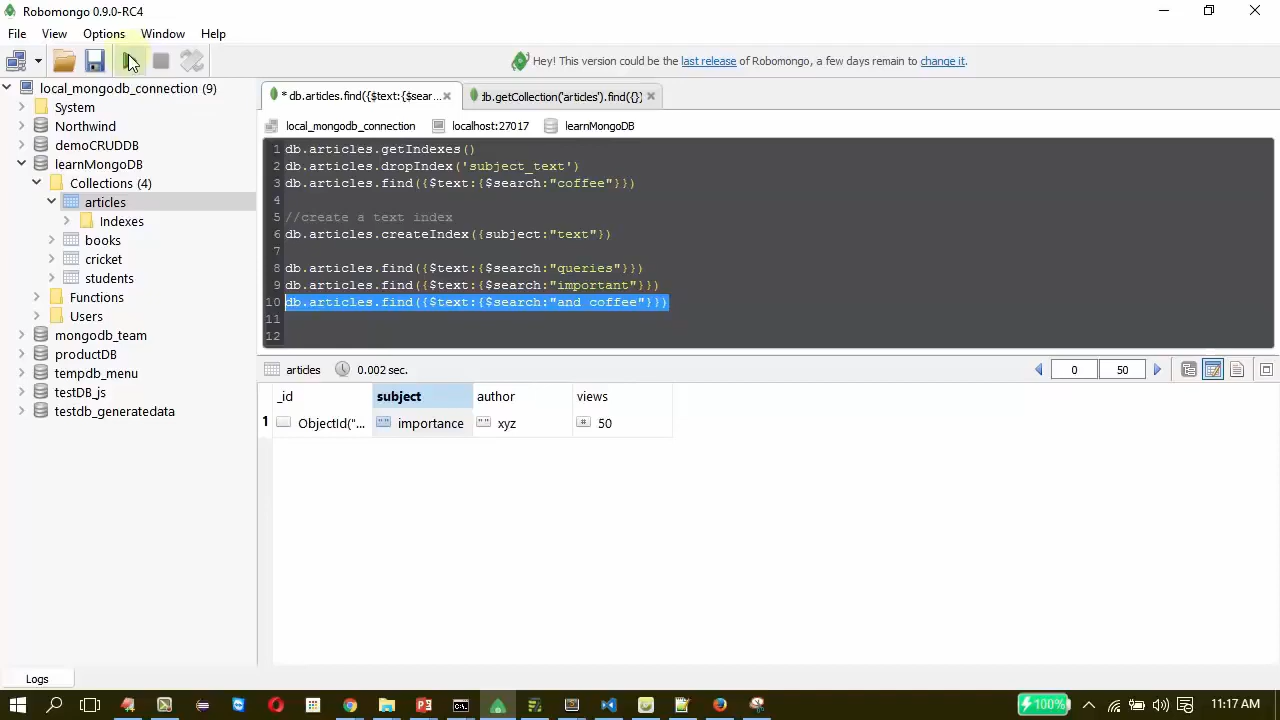 Robomongo 0.9.0-RC4
File View Options Window Help
Hey! This version could be the last release of Robomongo, a few days remain to change it.
local_mongodb_connection (9)
System
Northwind
demoCRUDDB
learnMongoDB
Collections (4)
articles
Indexes
books
cricket
students
Functions
Users
mongodb_team
productDB
tempdb_menu
testDB_js
testdb_generatedata
* db.articles.find({$text:{$sear...
db.getCollection('articles').find({})
local_mongodb_connection localhost:27017 learnMongoDB
1 db.articles.getIndexes()
2 db.articles.dropIndex('subject_text')
3 db.articles.find({$text:{$search:"coffee"}})
4
5 //create a text index
6 db.articles.createIndex({subject:"text"})
7
8 db.articles.find({$text:{$search:"queries"}})
9 db.articles.find({$text:{$search:"important"}})
10 db.articles.find({$text:{$search:"and coffee"}})
11
12
articles 0.002 sec. 0 50
_id subject author views
1 ObjectId("... importance xyz 50
Logs
100% 11:17 AM